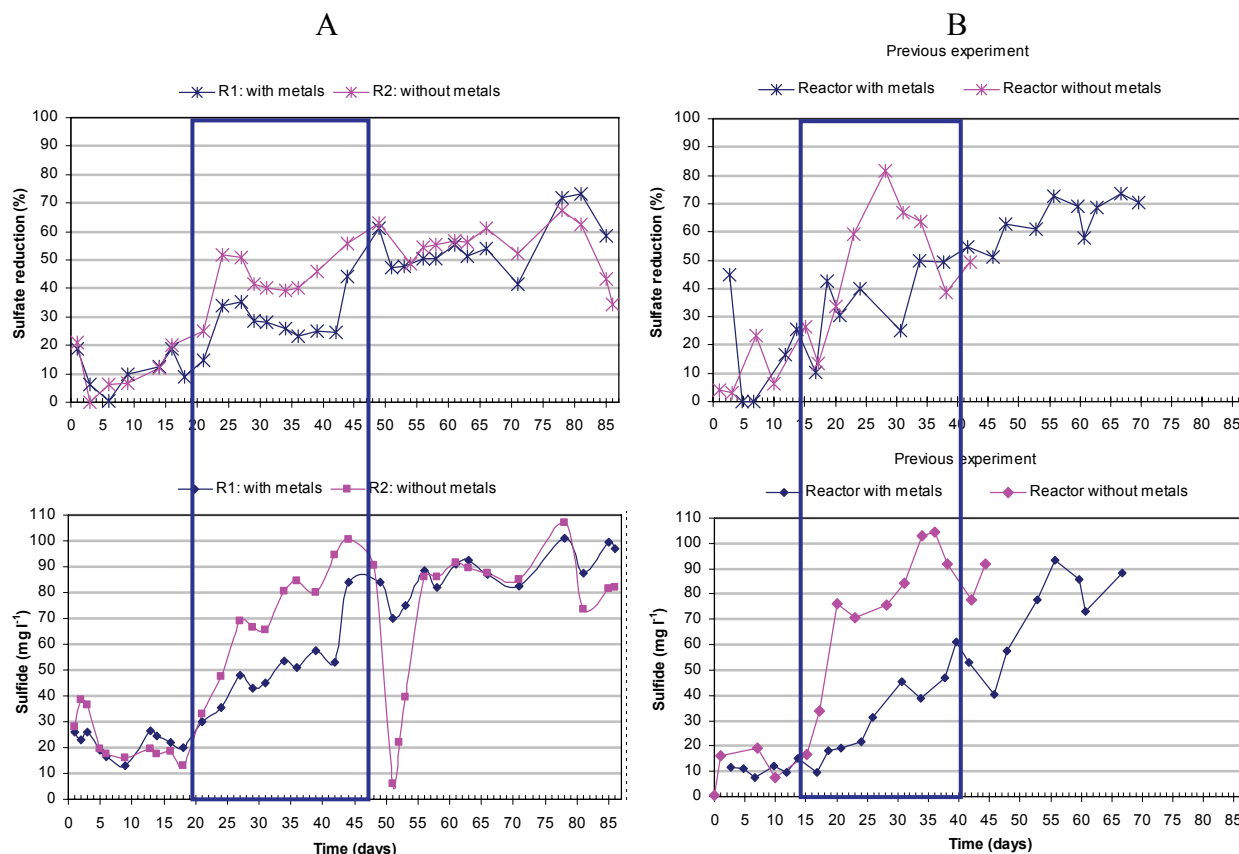 A
B
Previous experiment
R1: with metals R2: without metals
Reactor with metals Reactor without metals
Sulfate reduction (%)
100
90
80
70
60
50
40
30
20
10
0
0 5 10 15 20 25 30 35 40 45 50 55 60 65 70 75 80 85
Sulfate reduction (%)
100
90
80
70
60
50
40
30
20
10
0
0 5 10 15 20 25 30 35 40 45 50 55 60 65 70 75 80 85
Previous experiment
R1: with metals R2: without metals
Reactor with metals Reactor without metals
Sulfide (mg l-1)
110
100
90
80
70
60
50
40
30
20
10
0
0 5 10 15 20 25 30 35 40 45 50 55 60 65 70 75 80 85
Time (days)
Sulfide (mg l-1)
110
100
90
80
70
60
50
40
30
20
10
0
0 5 10 15 20 25 30 35 40 45 50 55 60 65 70 75 80 85
Time (days)